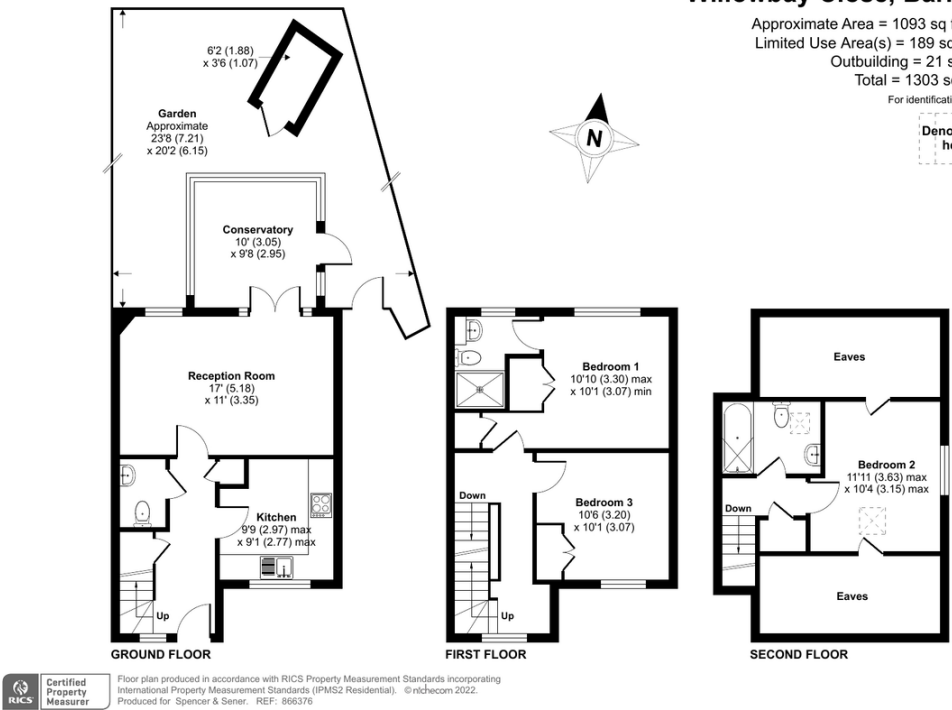 Approximate Area = 1093 sq
Limited Use Area(s) = 189
Outbuilding = 21
Total = 1303
For
6'2 (1.88)
x 3'6 (1.07)
Garden
Approximate
23'8 (7.21)
x 20'2 (6.15)
N
Conservatory
10' (3.05)
x 9'8 (2.95)
Reception Room
17' (5.18)
x 11' (3.35)
Kitchen
9'9 (2.97) max
x 9'1 (2.77) max
Up
GROUND FLOOR
Bedroom 1
10'10 (3.30) max
x 10'1 (3.07) min
Down
Bedroom 3
10'6 (3.20)
x 10'1 (3.07)
Up
FIRST FLOOR
Eaves
Bedroom 2
11'11 (3.63) max
x 10'4 (3.15) max
Down
Eaves
SECOND FLOOR
RICS
Certified
Property
Measurer
Floor plan produced in accordance with RICS Property Measurement Standards incorporating
International Property Measurement Standards (IPMS2 Residential). © nichecom 2022.
Produced for Spencer & Sener. REF: 866376